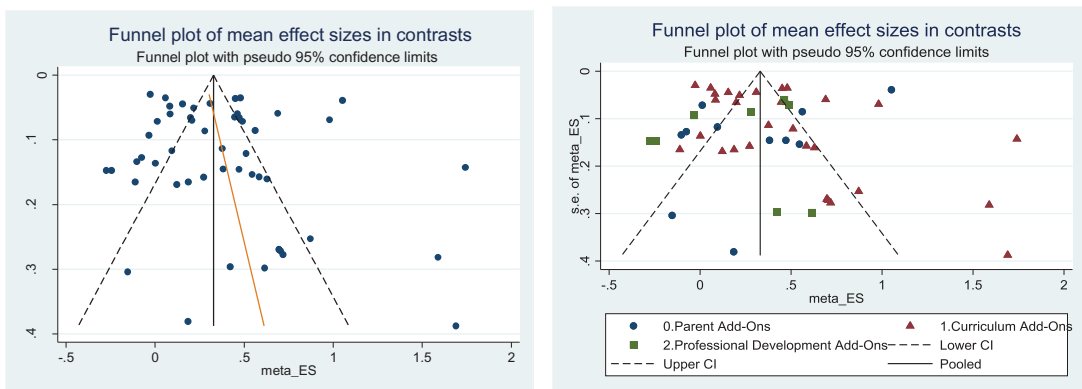 Funnel plot of mean effect sizes in contrasts
Funnel plot with pseudo 95% confidence limits
0
.1
.2
.3
.4
-.5
0
.5
1
1.5
2
meta_ES
Funnel plot of mean effect sizes in contrasts
Funnel plot with pseudo 95% confidence limits
s.e. of meta_ES
0
.1
.2
.3
.4
-.5
0
.5
1
1.5
2
meta_ES
0.Parent Add-Ons
1.Curriculum Add-Ons
2.Professional Development Add-Ons
Lower CI
Upper CI
Pooled